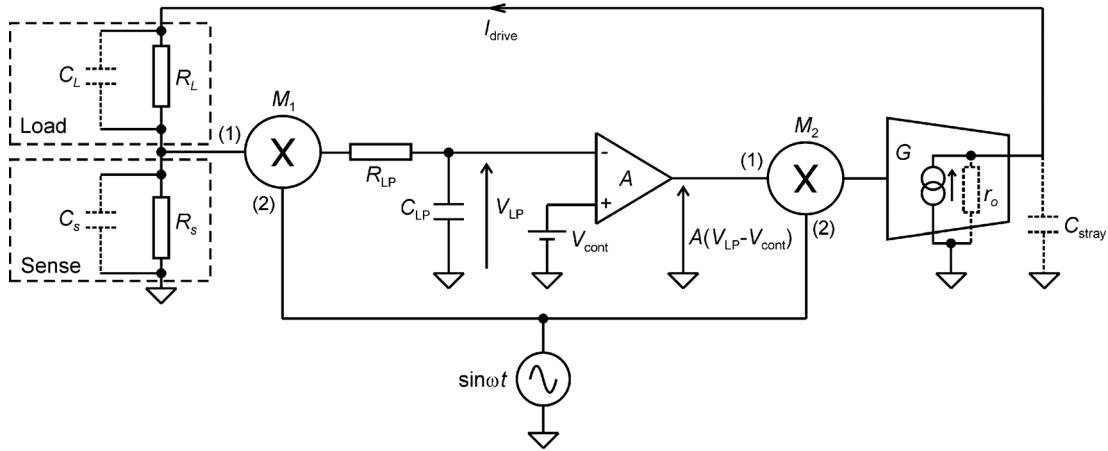 I_drive
C_L
R_L
Load
C_s
R_s
Sense
(1)
M_1
X
(2)
R_LP
C_LP
V_LP
-
A
+
V_cont
A(V_LP-V_cont)
(1)
M_2
X
(2)
G
r_o
C_stray
sinωt